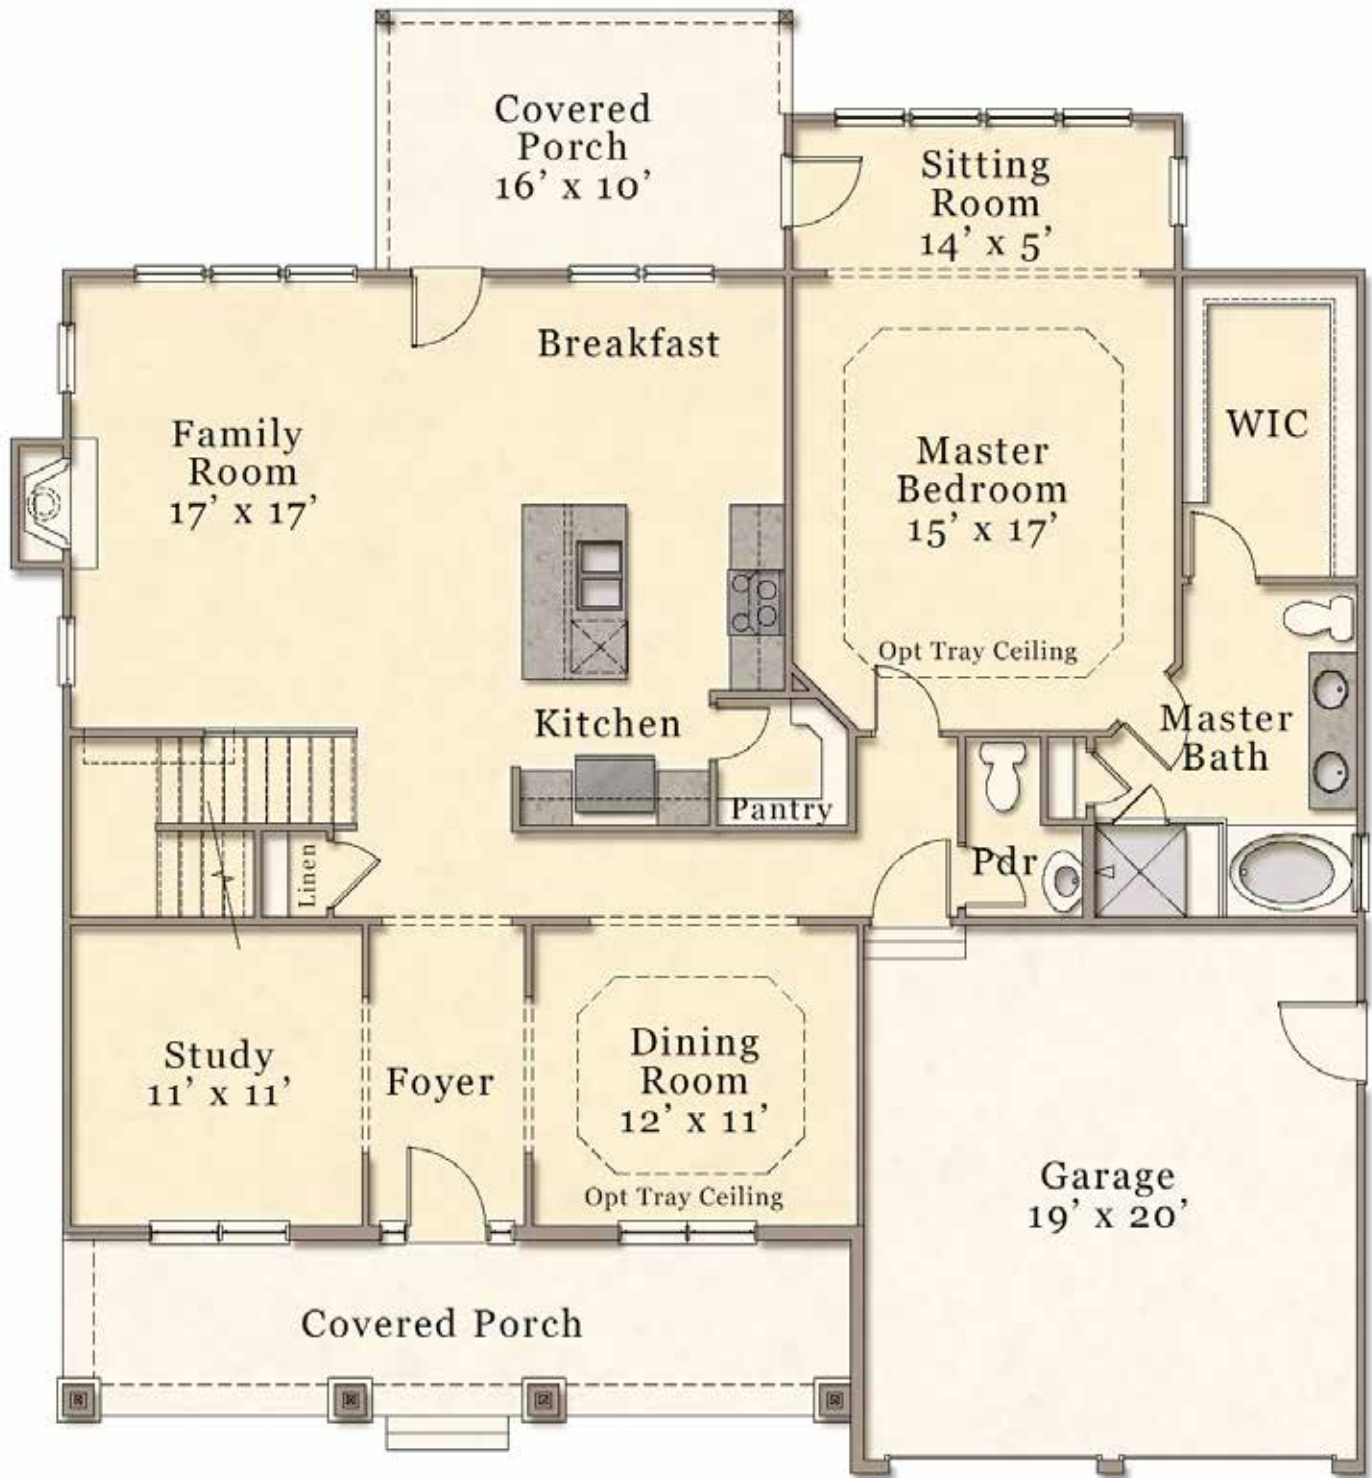 Covered
Porch
16’ x 10’
Sitting
Room
14’ x 5’
Breakfast
Family
Room
17’ x 17’
WIC
Master
Bedroom
15’ x 17’
Opt Tray Ceiling
Kitchen
Master
Bath
Pantry
Linen
Pdr
Study
11’ x 11’
Foyer
Dining
Room
12’ x 11’
Opt Tray Ceiling
Garage
19’ x 20’
Covered Porch